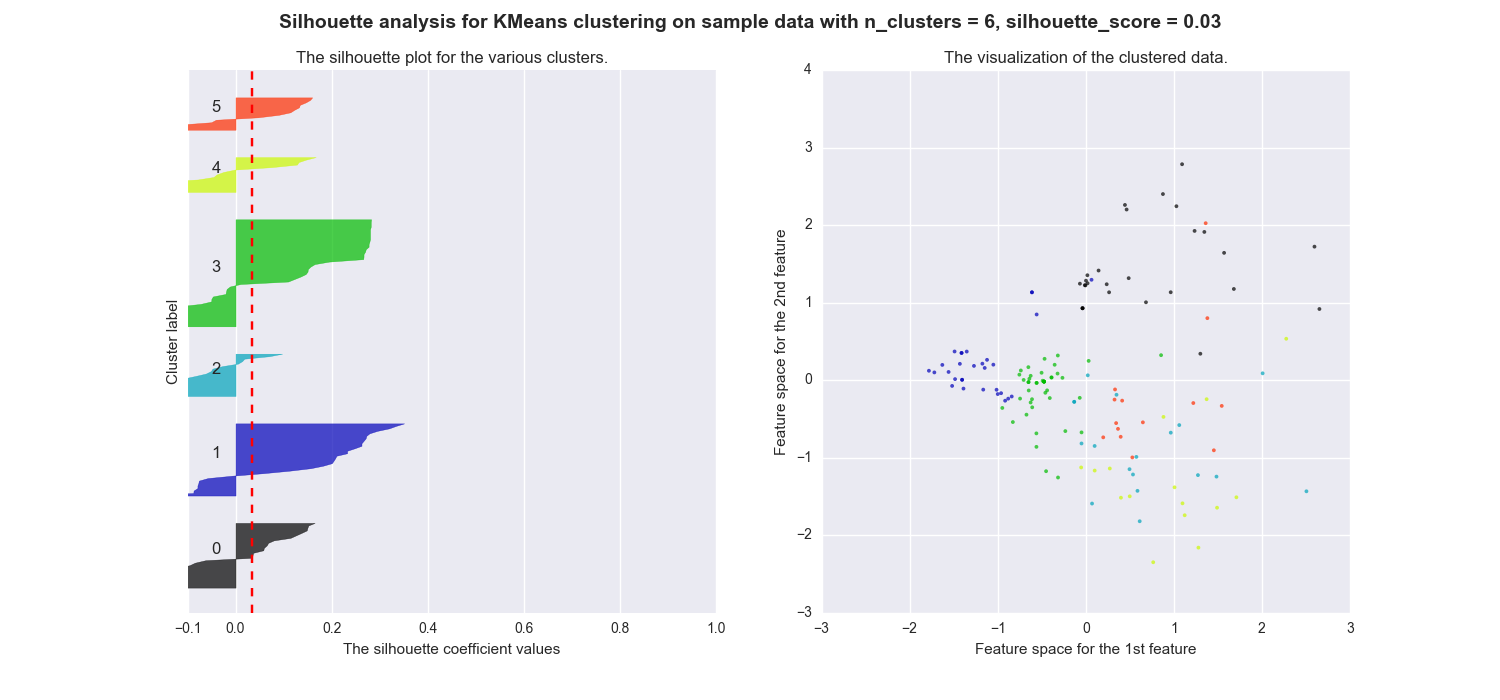 Silhouette analysis for KMeans clustering on sample data with n_clusters = 6, silhouette_score = 0.03
The silhouette plot for the various clusters.
5
4
3
2
1
0
Cluster label
−0.1 0.0 0.2 0.4 0.6 0.8 1.0
The silhouette coefficient values
The visualization of the clustered data.
4
3
2
1
0
−1
−2
−3
Feature space for the 2nd feature
−3 −2 −1 0 1 2 3
Feature space for the 1st feature